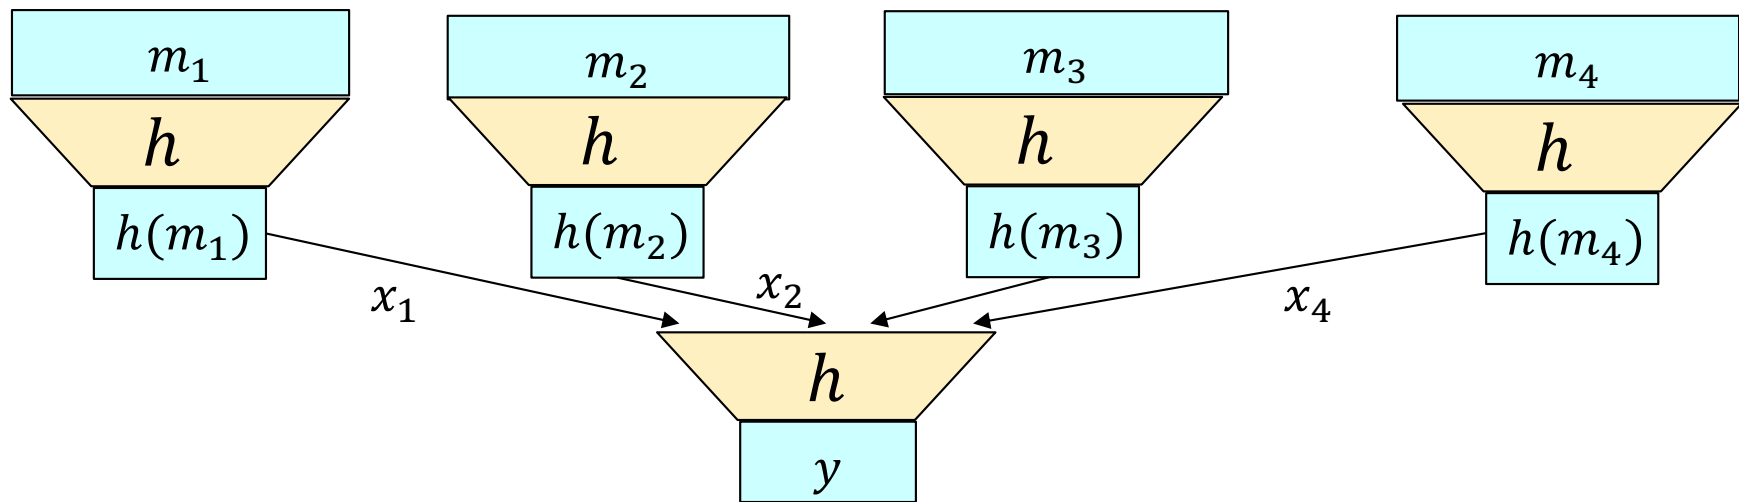 m₁ m₂ m₃ m₄
h h h h
h(m₁) h(m₂) h(m₃) h(m₄)
x₁ x₂ x₄
h
y